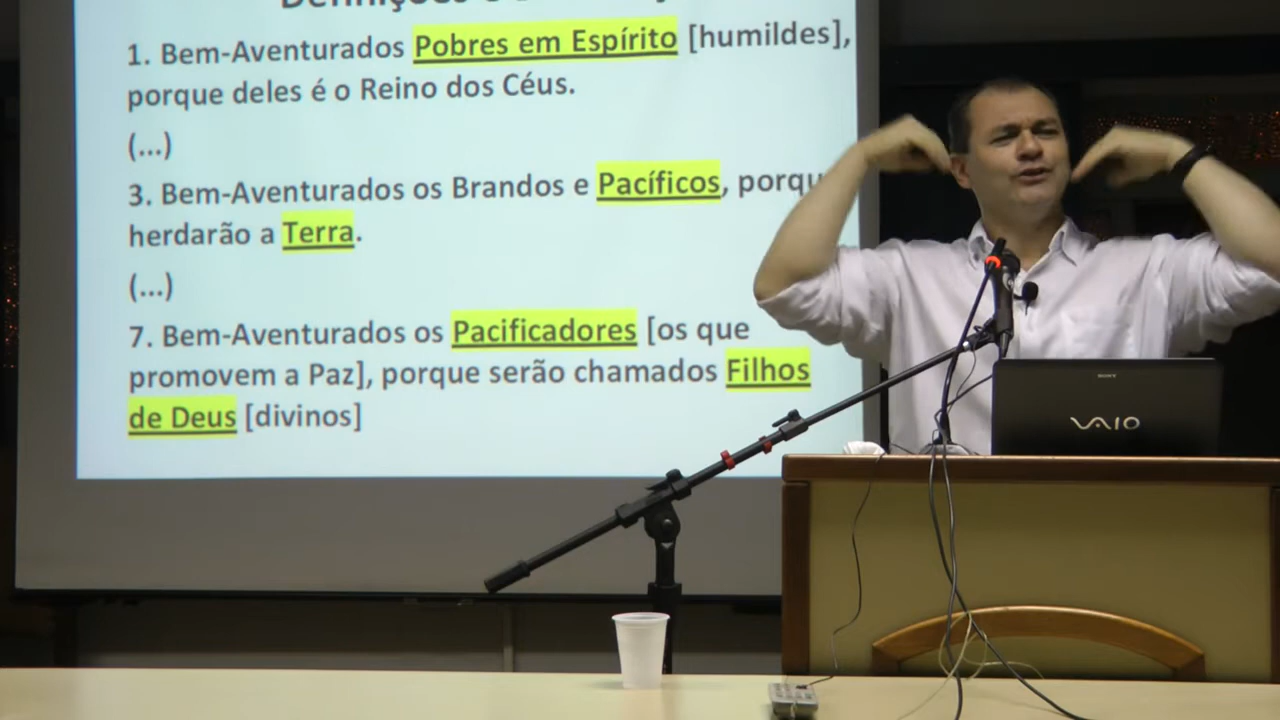 Definições
1. Bem-Aventurados Pobres em Espírito [humildes],
porque deles é o Reino dos Céus.
(...)
3. Bem-Aventurados os Brandos e Pacíficos, porqu
herdarão a Terra.
(...)
7. Bem-Aventurados os Pacificadores [os que
promovem a Paz], porque serão chamados Filhos
de Deus [divinos]
SONY
VAIO